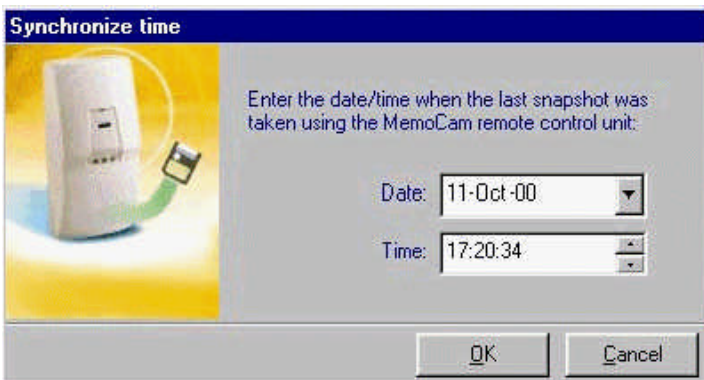 Synchronize time
Enter the date/time when the last snapshot was
taken using the MemoCam remote control unit:
Date: 11-Oct-00
Time: 17:20:34
OK Cancel